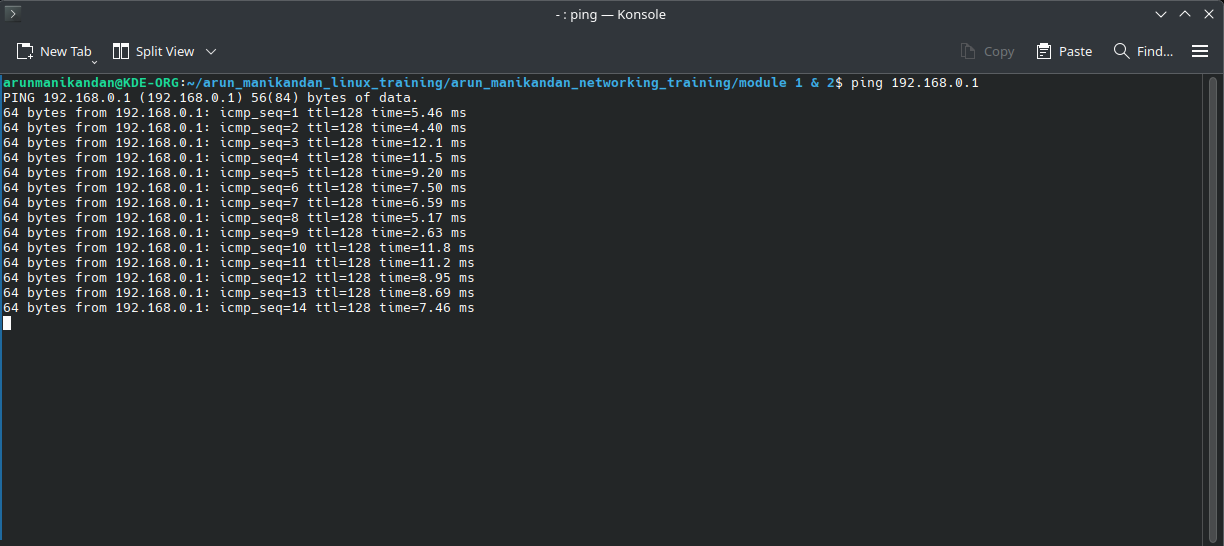 - : ping — Konsole
New Tab
Split View
Copy
Paste
Find...
arunmanikandan@KDE-ORG:~/arun_manikandan_linux_training/arun_manikandan_networking_training/module 1 & 2$ ping 192.168.0.1
PING 192.168.0.1 (192.168.0.1) 56(84) bytes of data.
64 bytes from 192.168.0.1: icmp_seq=1 ttl=128 time=5.46 ms
64 bytes from 192.168.0.1: icmp_seq=2 ttl=128 time=4.40 ms
64 bytes from 192.168.0.1: icmp_seq=3 ttl=128 time=12.1 ms
64 bytes from 192.168.0.1: icmp_seq=4 ttl=128 time=11.5 ms
64 bytes from 192.168.0.1: icmp_seq=5 ttl=128 time=9.20 ms
64 bytes from 192.168.0.1: icmp_seq=6 ttl=128 time=7.50 ms
64 bytes from 192.168.0.1: icmp_seq=7 ttl=128 time=6.59 ms
64 bytes from 192.168.0.1: icmp_seq=8 ttl=128 time=5.17 ms
64 bytes from 192.168.0.1: icmp_seq=9 ttl=128 time=2.63 ms
64 bytes from 192.168.0.1: icmp_seq=10 ttl=128 time=11.8 ms
64 bytes from 192.168.0.1: icmp_seq=11 ttl=128 time=11.2 ms
64 bytes from 192.168.0.1: icmp_seq=12 ttl=128 time=8.95 ms
64 bytes from 192.168.0.1: icmp_seq=13 ttl=128 time=8.69 ms
64 bytes from 192.168.0.1: icmp_seq=14 ttl=128 time=7.46 ms